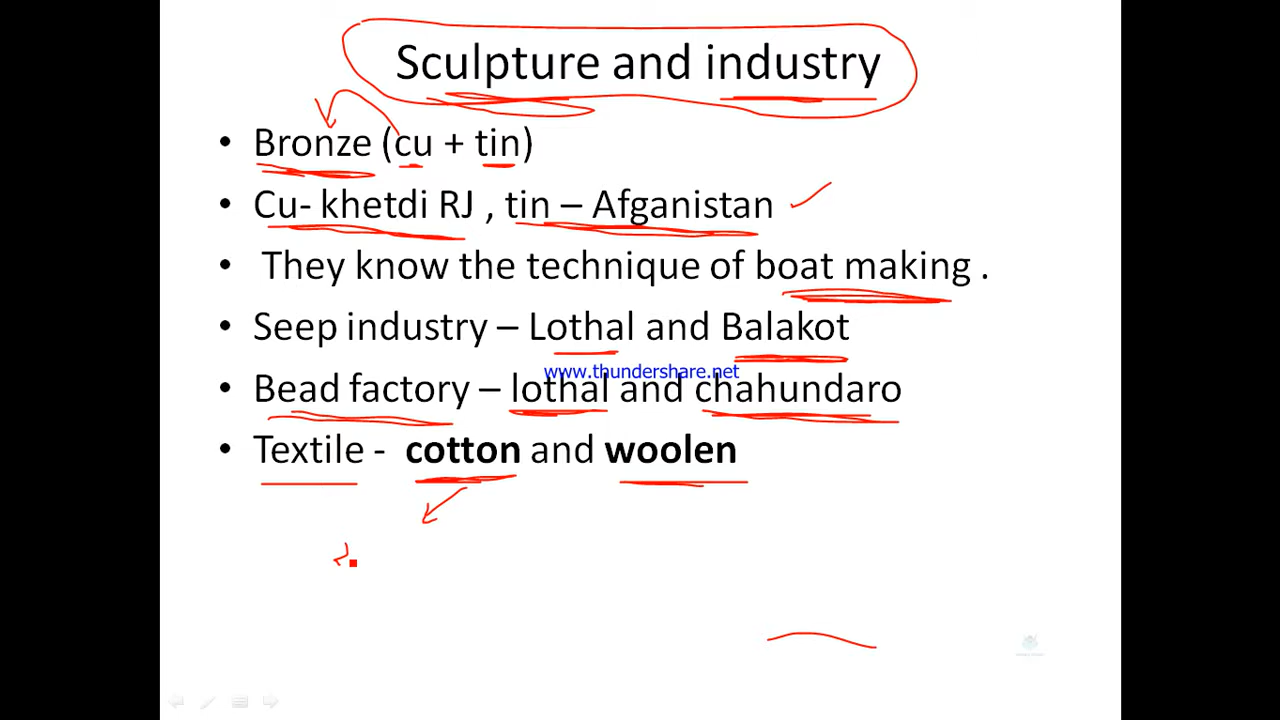 Sculpture and industry
• Bronze (cu + tin)
• Cu- khetdi RJ , tin – Afganistan
• They know the technique of boat making .
• Seep industry – Lothal and Balakot
www.thundershare.net
• Bead factory – lothal and chahundaro
• Textile - cotton and woolen